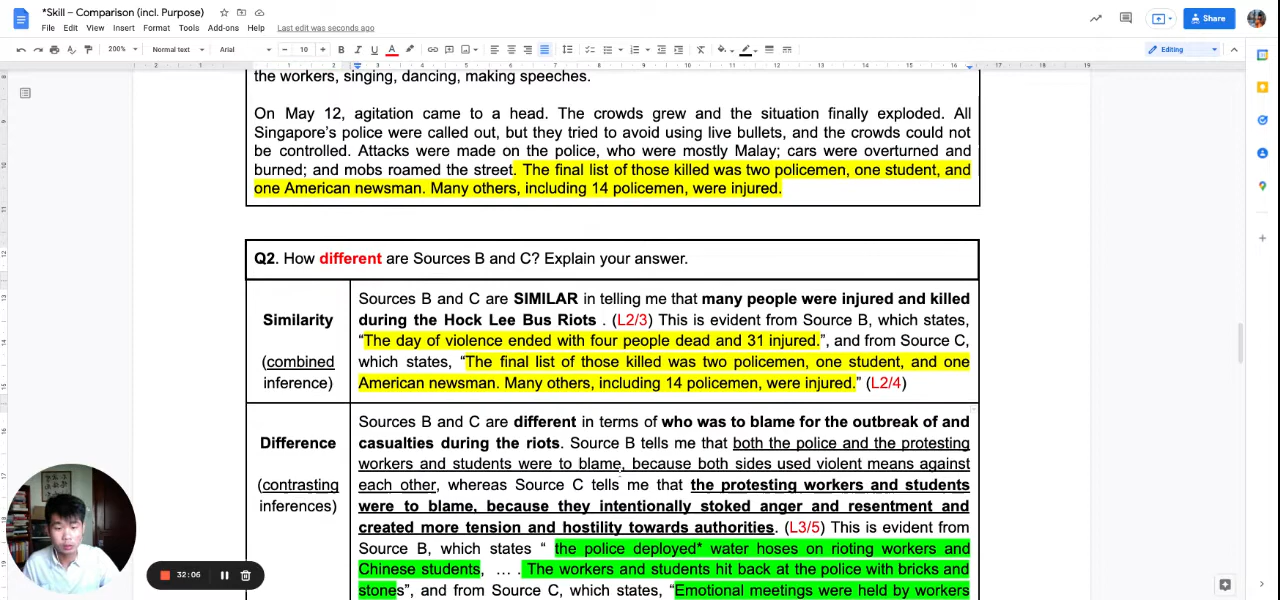 *Skill – Comparison (incl. Purpose)
File Edit View Insert Format Tools Add-ons Help Last edit was seconds ago
Share
200% Normal text Arial 10 Editing
the workers, singing, dancing, making speeches.
On May 12, agitation came to a head. The crowds grew and the situation finally exploded. All
Singapore's police were called out, but they tried to avoid using live bullets, and the crowds could not
be controlled. Attacks were made on the police, who were mostly Malay; cars were overturned and
burned; and mobs roamed the street. The final list of those killed was two policemen, one student, and
one American newsman. Many others, including 14 policemen, were injured.
Q2. How different are Sources B and C? Explain your answer.
Similarity
(combined
inference)
Sources B and C are SIMILAR in telling me that many people were injured and killed
during the Hock Lee Bus Riots . (L2/3) This is evident from Source B, which states,
“The day of violence ended with four people dead and 31 injured.”, and from Source C,
which states, “The final list of those killed was two policemen, one student, and one
American newsman. Many others, including 14 policemen, were injured.” (L2/4)
Difference
(contrasting
inferences)
Sources B and C are different in terms of who was to blame for the outbreak of and
casualties during the riots. Source B tells me that both the police and the protesting
workers and students were to blame, because both sides used violent means against
each other, whereas Source C tells me that the protesting workers and students
were to blame, because they intentionally stoked anger and resentment and
created more tension and hostility towards authorities. (L3/5) This is evident from
Source B, which states “ the police deployed* water hoses on rioting workers and
Chinese students, ... . The workers and students hit back at the police with bricks and
stones”, and from Source C, which states, “Emotional meetings were held by workers
32:06